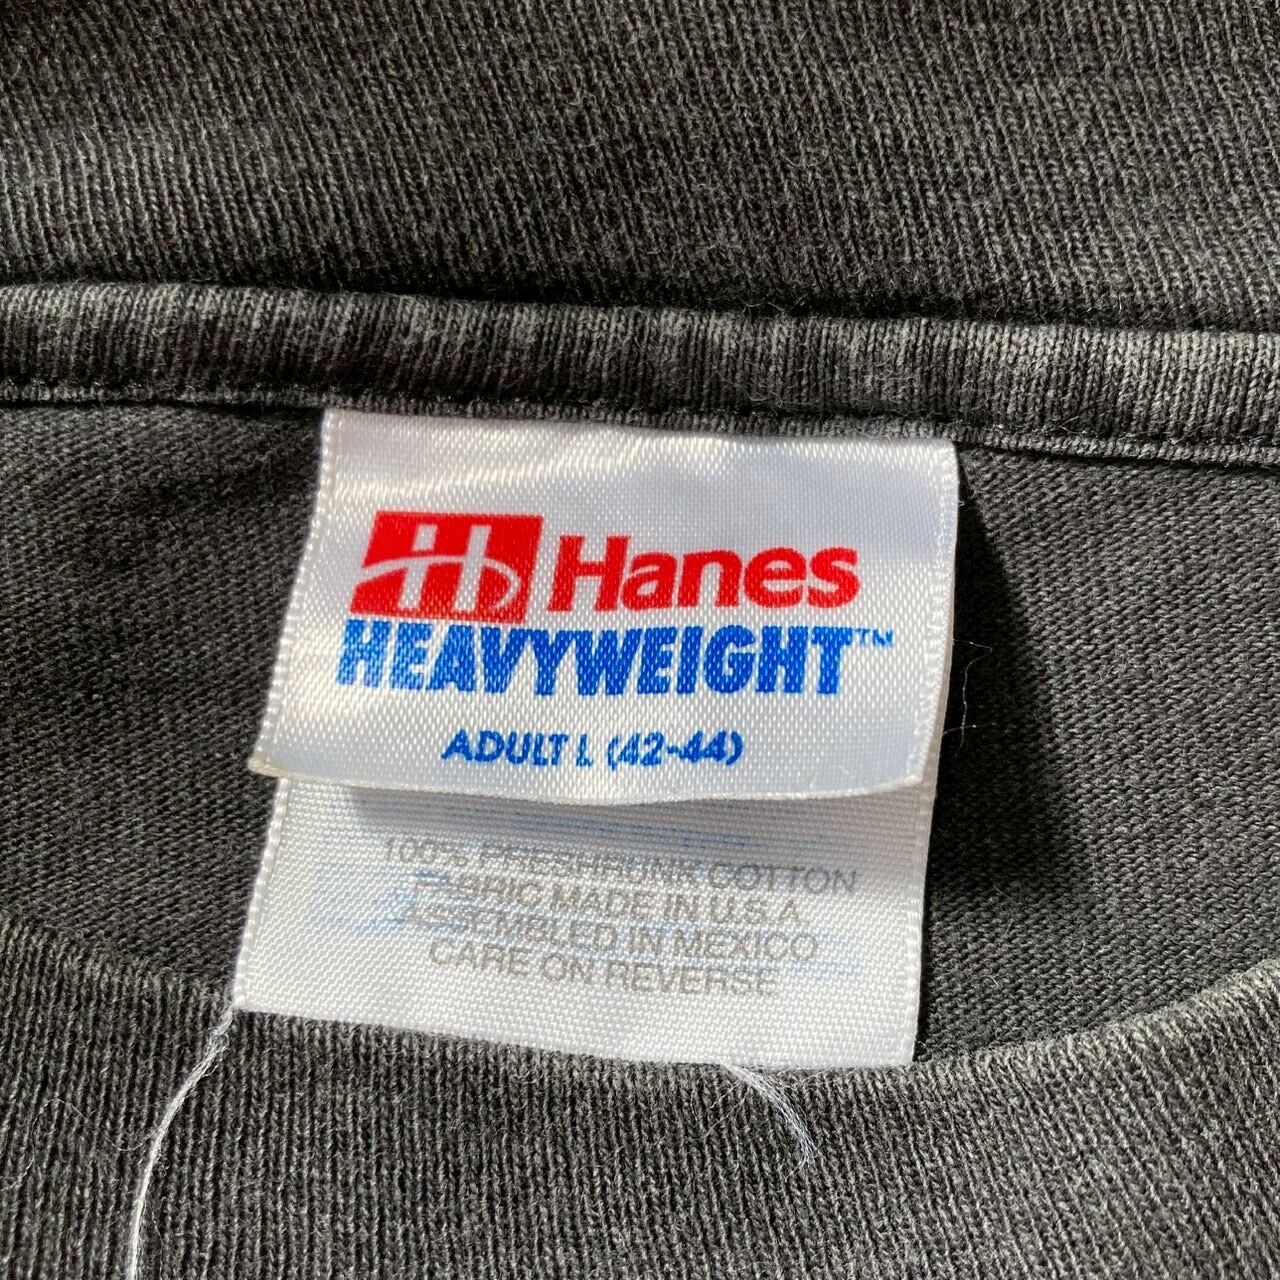 H Hanes
HEAVYWEIGHT™
ADULT L (42-44)
100% PRESHRUNK COTTON
FABRIC MADE IN U.S.A.
ASSEMBLED IN MEXICO
CARE ON REVERSE